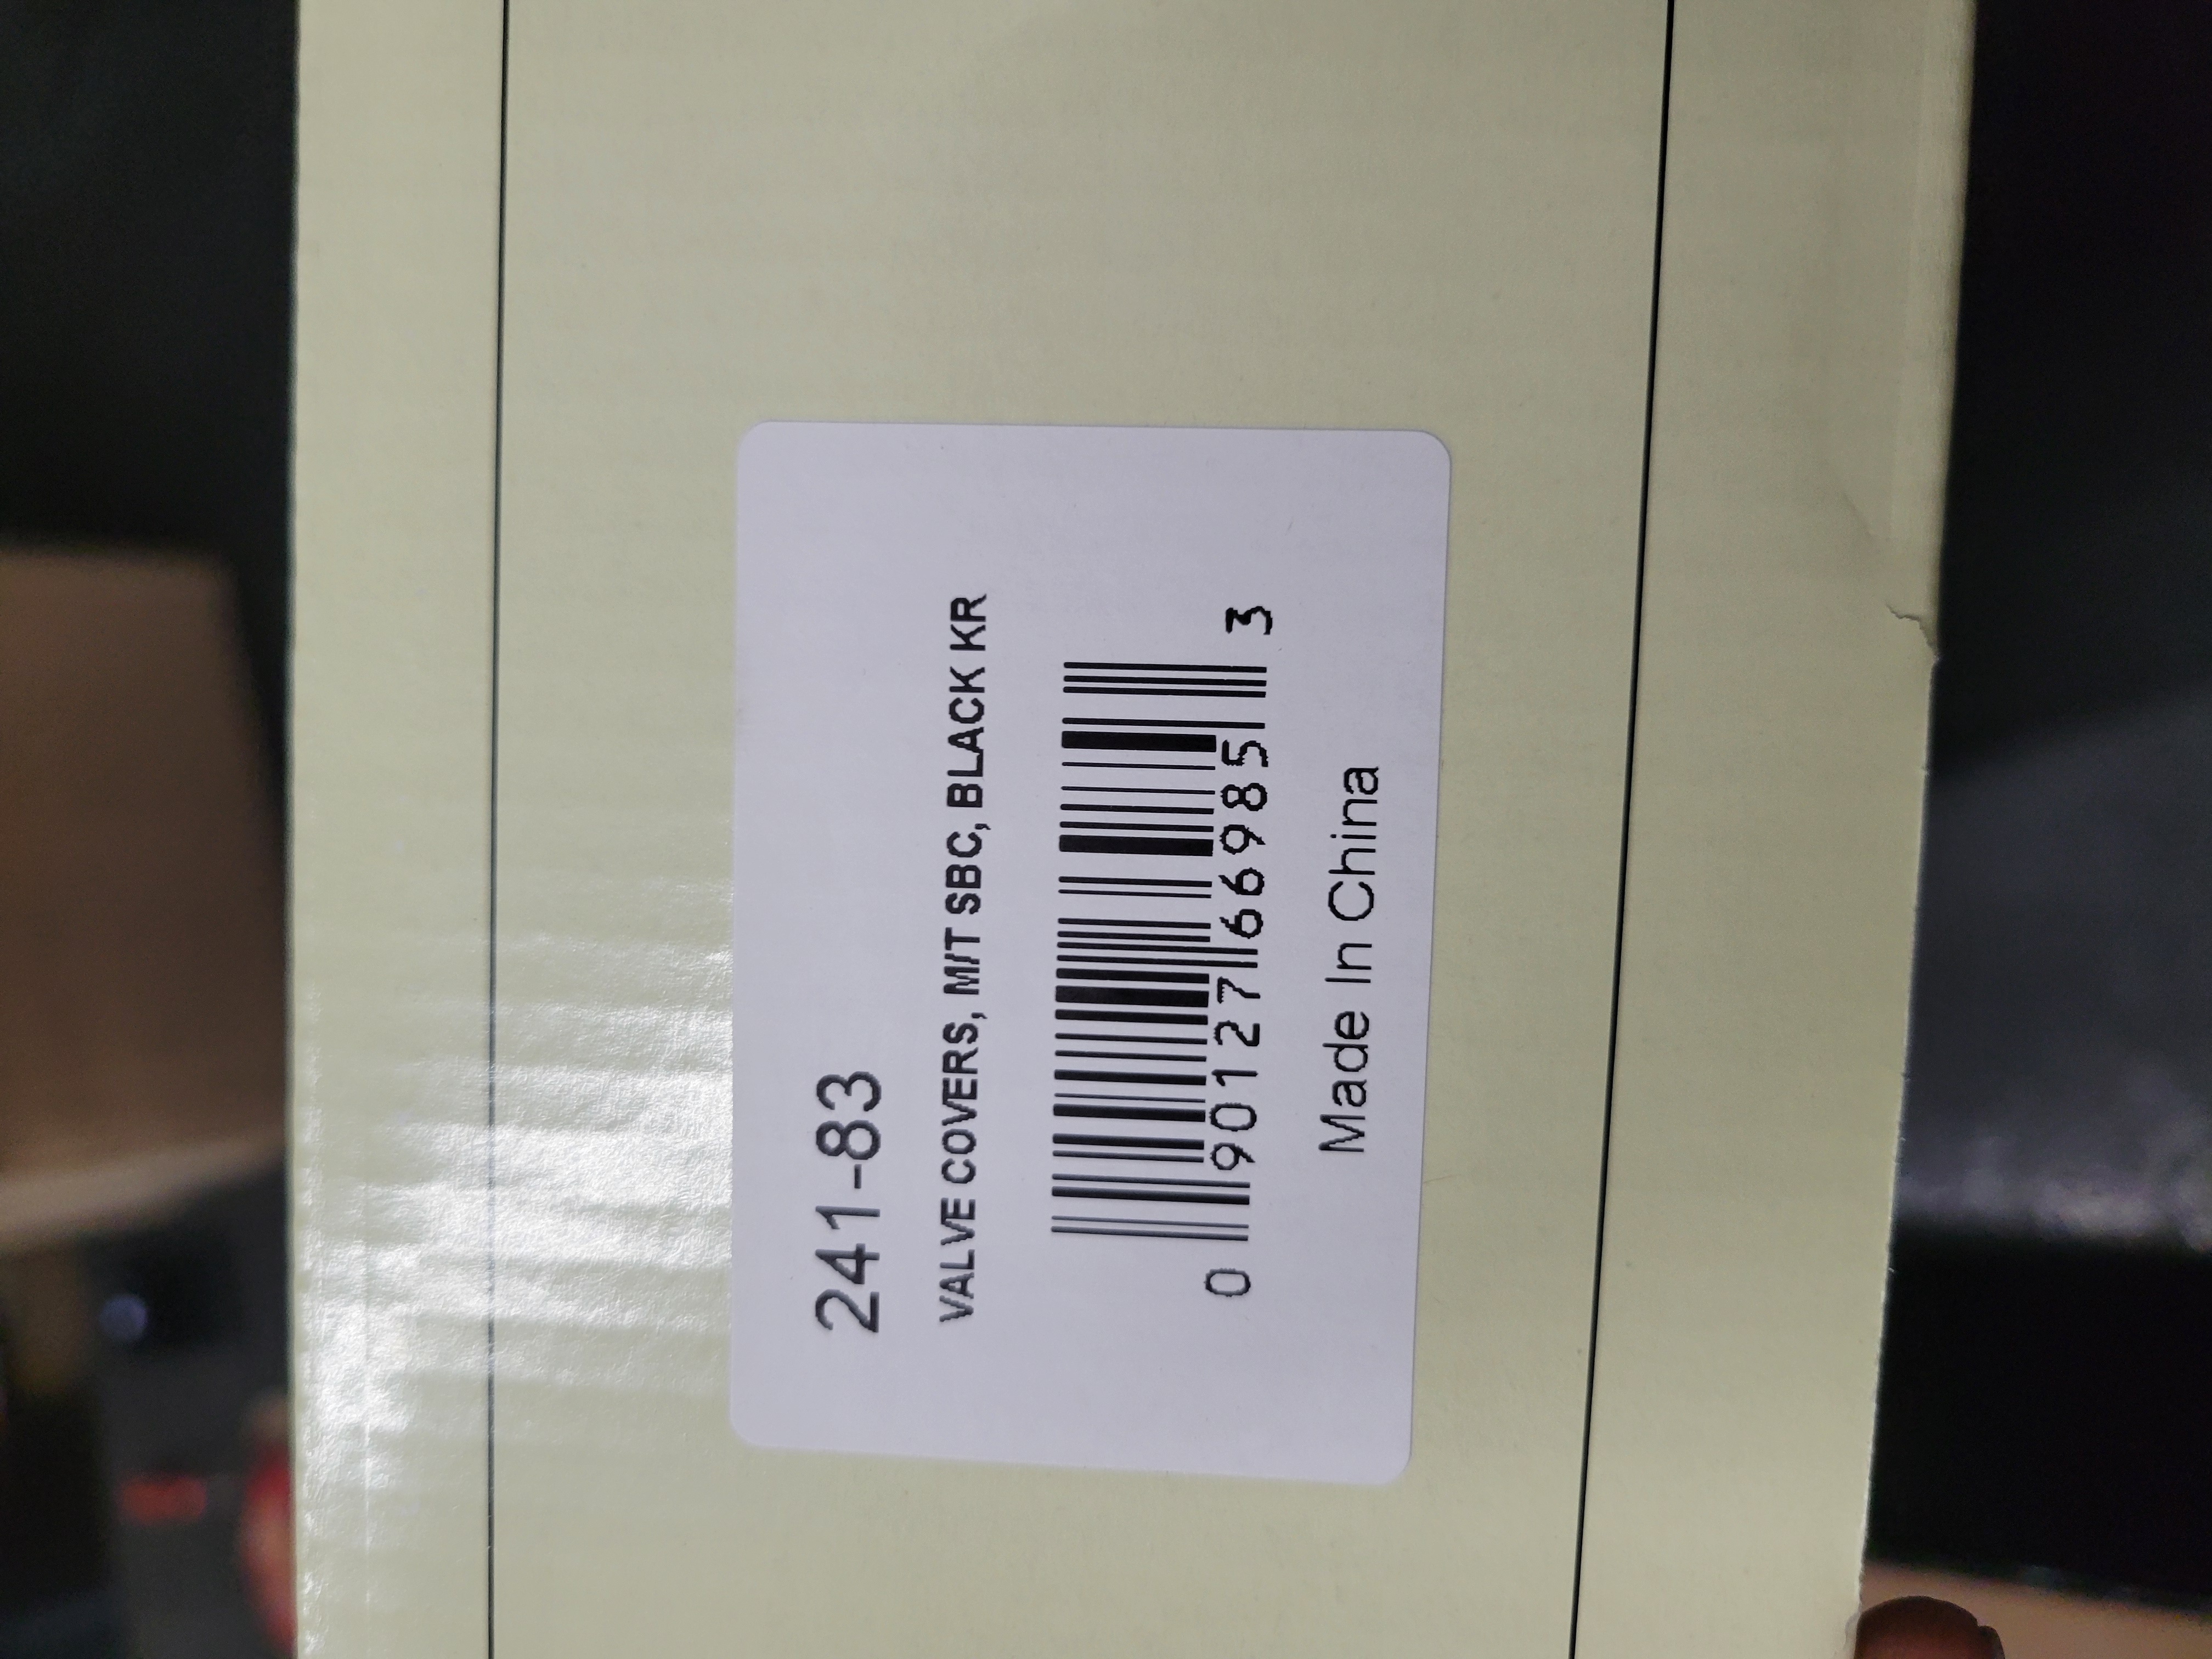 241-83
VALVE COVERS, M/T SBC, BLACK KR
0 90127 66985 3
Made In China